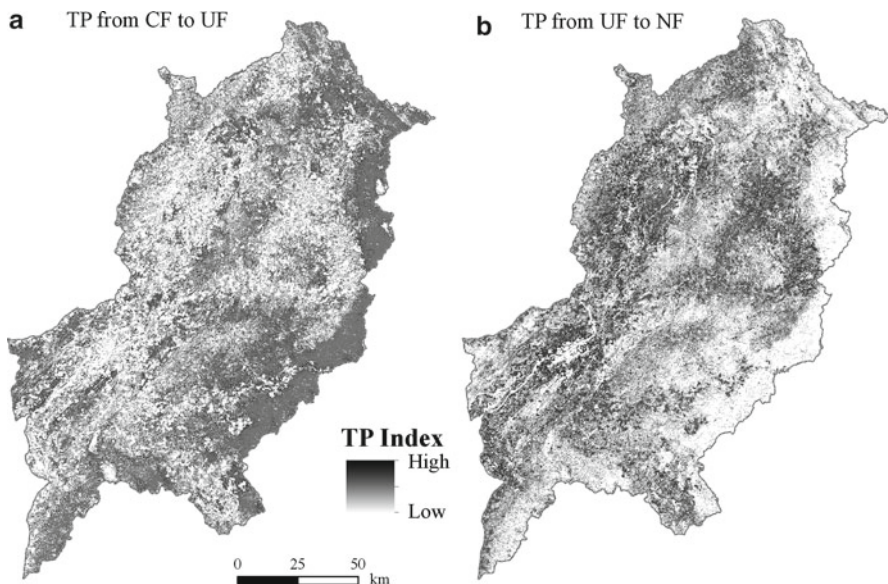 a TP from CF to UF
b TP from UF to NF
TP Index
High
Low
0 25 50
km